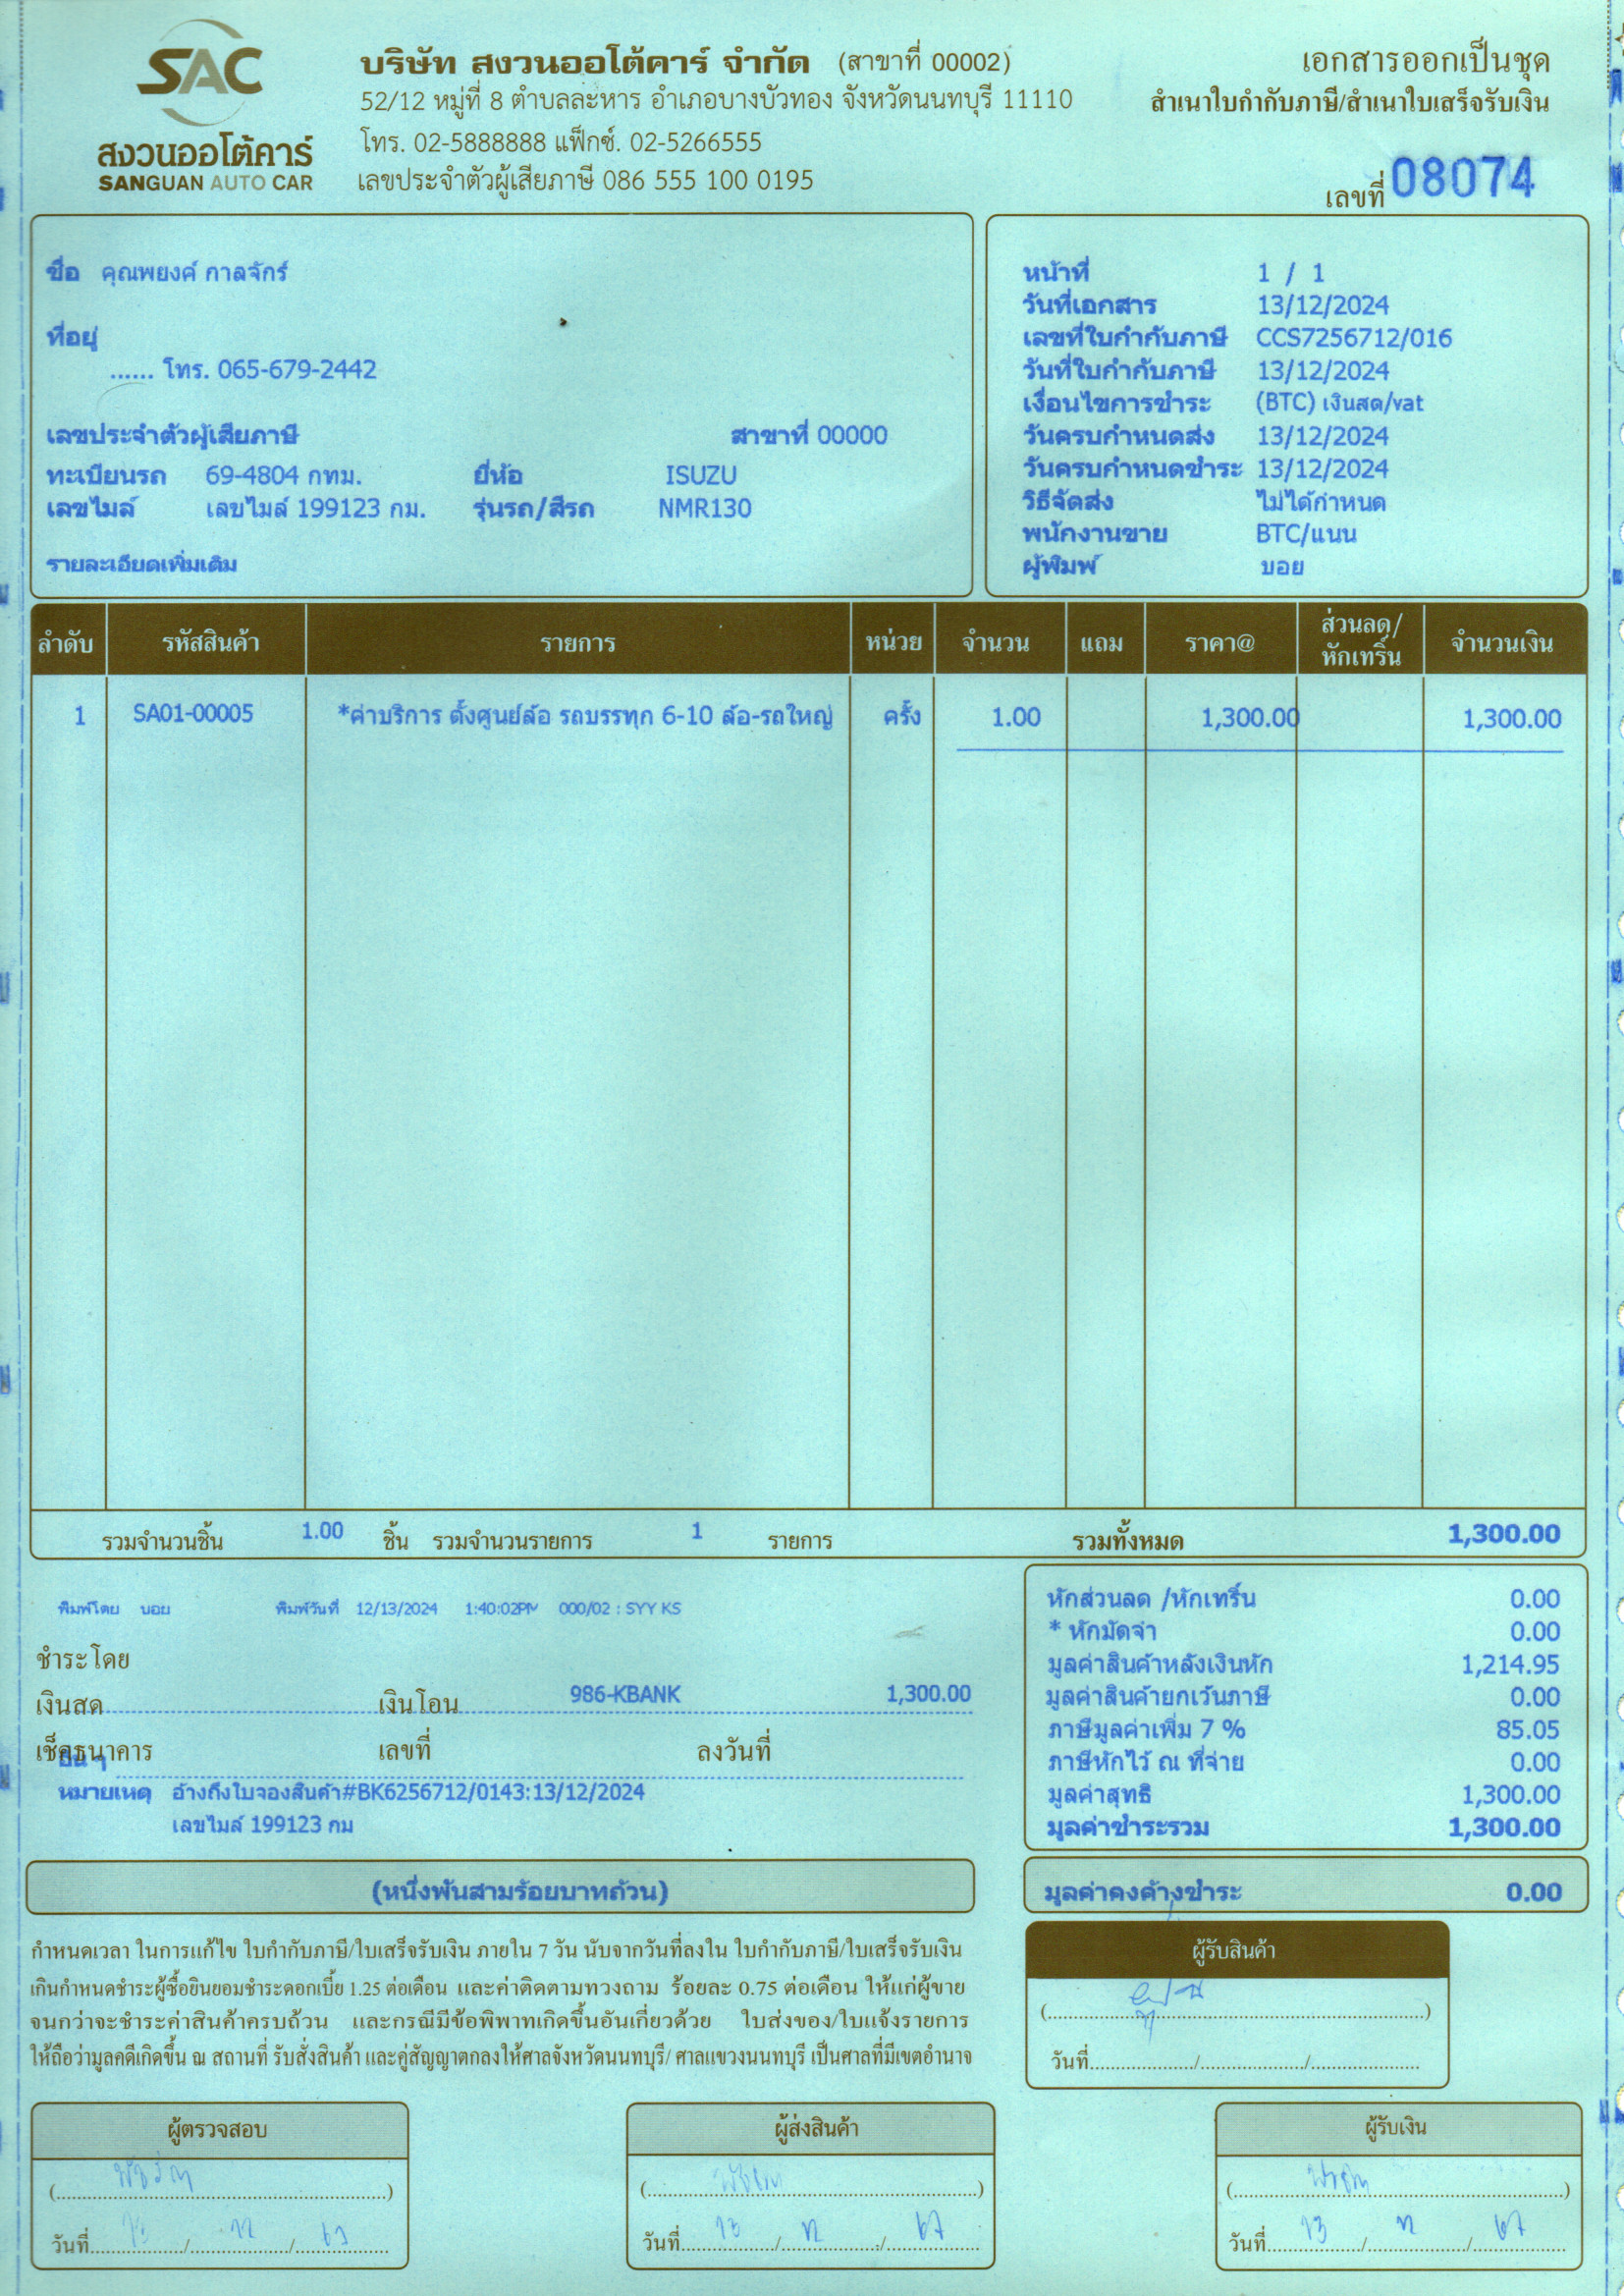 SAC
สงวนออโต้คาร์
SANGUAN AUTO CAR
บริษัท สงวนออโต้คาร์ จำกัด (สาขาที่ 00002)
52/12 หมู่ที่ 8 ตำบลละหาร อำเภอบางบัวทอง จังหวัดนนทบุรี 11110
โทร. 02-5888888 แฟ็กซ์. 02-5266555
เลขประจำตัวผู้เสียภาษี 086 555 100 0195
เอกสารออกเป็นชุด
สำเนาใบกำกับภาษี/สำเนาใบเสร็จรับเงิน
เลขที่ 08074
ชื่อ คุณพยงค์ กาลจักร์
ที่อยู่
...... โทร. 065-679-2442
เลขประจำตัวผู้เสียภาษี สาขาที่ 00000
ทะเบียนรถ 69-4804 กทม. ยี่ห้อ ISUZU
เลขไมล์ เลขไมล์ 199123 กม. รุ่นรถ/สีรถ NMR130
รายละเอียดเพิ่มเติม
หน้าที่ 1 / 1
วันที่เอกสาร 13/12/2024
เลขที่ใบกำกับภาษี CCS7256712/016
วันที่ใบกำกับภาษี 13/12/2024
เงื่อนไขการชำระ (BTC) เงินสด/vat
วันครบกำหนดส่ง 13/12/2024
วันครบกำหนดชำระ 13/12/2024
วิธีจัดส่ง ไม่ได้กำหนด
พนักงานขาย BTC/แนน
ผู้พิมพ์ บอย
ลำดับ รหัสสินค้า รายการ หน่วย จำนวน แถม ราคา@ ส่วนลด/หักเทริ์น จำนวนเงิน
1 SA01-00005 *ค่าบริการ ตั้งศูนย์ล้อ รถบรรทุก 6-10 ล้อ-รถใหญ่ ครั้ง 1.00 1,300.00 1,300.00
รวมจำนวนชิ้น 1.00 ชิ้น รวมจำนวนรายการ 1 รายการ รวมทั้งหมด 1,300.00
พิมพ์โดย บอย พิมพ์วันที่ 12/13/2024 1:40:02PM 000/02 : SYY KS
ชำระโดย
เงินสด เงินโอน 986-KBANK 1,300.00
เช็คธนาคาร เลขที่ ลงวันที่
อื่น ๆ
หมายเหตุ อ้างถึงใบจองสินค้า#BK6256712/0143:13/12/2024
เลขไมล์ 199123 กม
หักส่วนลด /หักเทริ์น 0.00
* หักมัดจำ 0.00
มูลค่าสินค้าหลังเงินหัก 1,214.95
มูลค่าสินค้ายกเว้นภาษี 0.00
ภาษีมูลค่าเพิ่ม 7 % 85.05
ภาษีหักไว้ ณ ที่จ่าย 0.00
มูลค่าสุทธิ 1,300.00
มูลค่าชำระรวม 1,300.00
(หนึ่งพันสามร้อยบาทถ้วน)
มูลค่าคงค้างชำระ 0.00
กำหนดเวลา ในการแก้ไข ใบกำกับภาษี/ใบเสร็จรับเงิน ภายใน 7 วัน นับจากวันที่ลงใน ใบกำกับภาษี/ใบเสร็จรับเงิน
เกินกำหนดชำระผู้ซื้อยินยอมชำระดอกเบี้ย 1.25 ต่อเดือน และค่าติดตามทวงถาม ร้อยละ 0.75 ต่อเดือน ให้แก่ผู้ขาย
จนกว่าจะชำระค่าสินค้าครบถ้วน และกรณีมีข้อพิพาทเกิดขึ้นอันเกี่ยวด้วย ใบส่งของ/ใบแจ้งรายการ
ให้ถือว่ามูลคดีเกิดขึ้น ณ สถานที่ รับสั่งสินค้า และคู่สัญญาตกลงให้ศาลจังหวัดนนทบุรี/ ศาลแขวงนนทบุรี เป็นศาลที่มีเขตอำนาจ
ผู้รับสินค้า
วันที่
ผู้ตรวจสอบ
วันที่ 13 / 12 / 67
ผู้ส่งสินค้า
วันที่ 13 / 12 / 67
ผู้รับเงิน
วันที่ 13 / 12 / 67